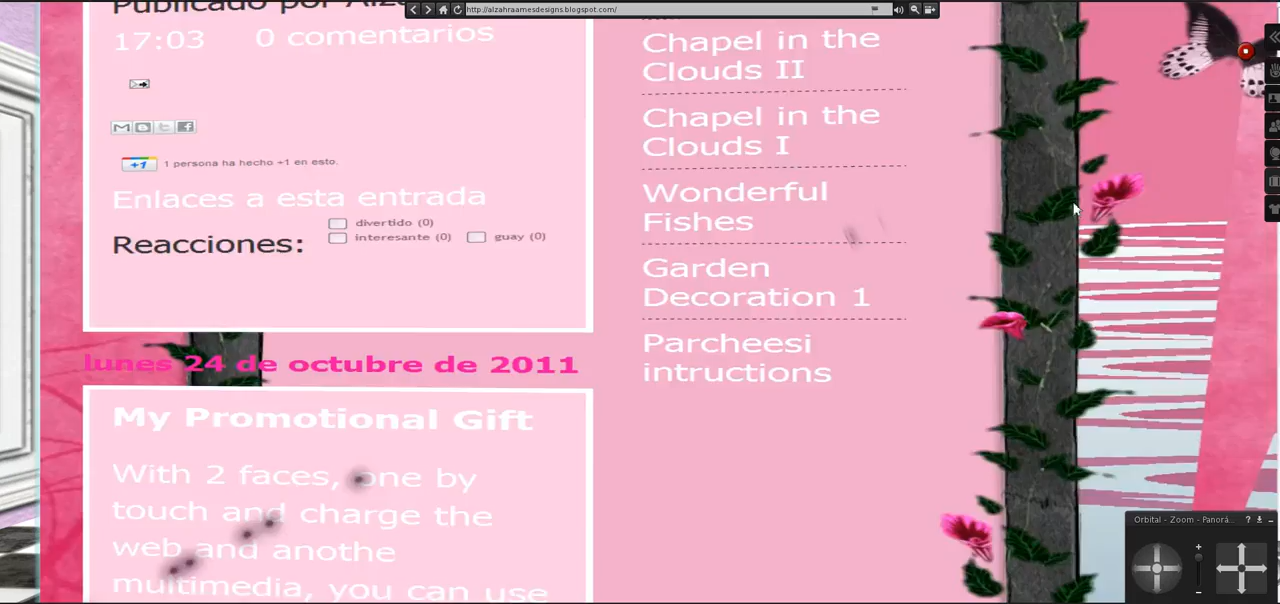 http://alzahraamesdesigns.blogspot.com/
Publicado por
17:03 0 comentarios
+1 1 persona ha hecho +1 en esto.
Enlaces a esta entrada
Reacciones:
divertido (0)
interesante (0) guay (0)
lunes 24 de octubre de 2011
My Promotional Gift
With 2 faces, one by
touch and charge the
web and anothe
multimedia, you can use
Chapel in the
Clouds II
Chapel in the
Clouds I
Wonderful
Fishes
Garden
Decoration 1
Parcheesi
intructions
Orbital - Zoom - Panorá...